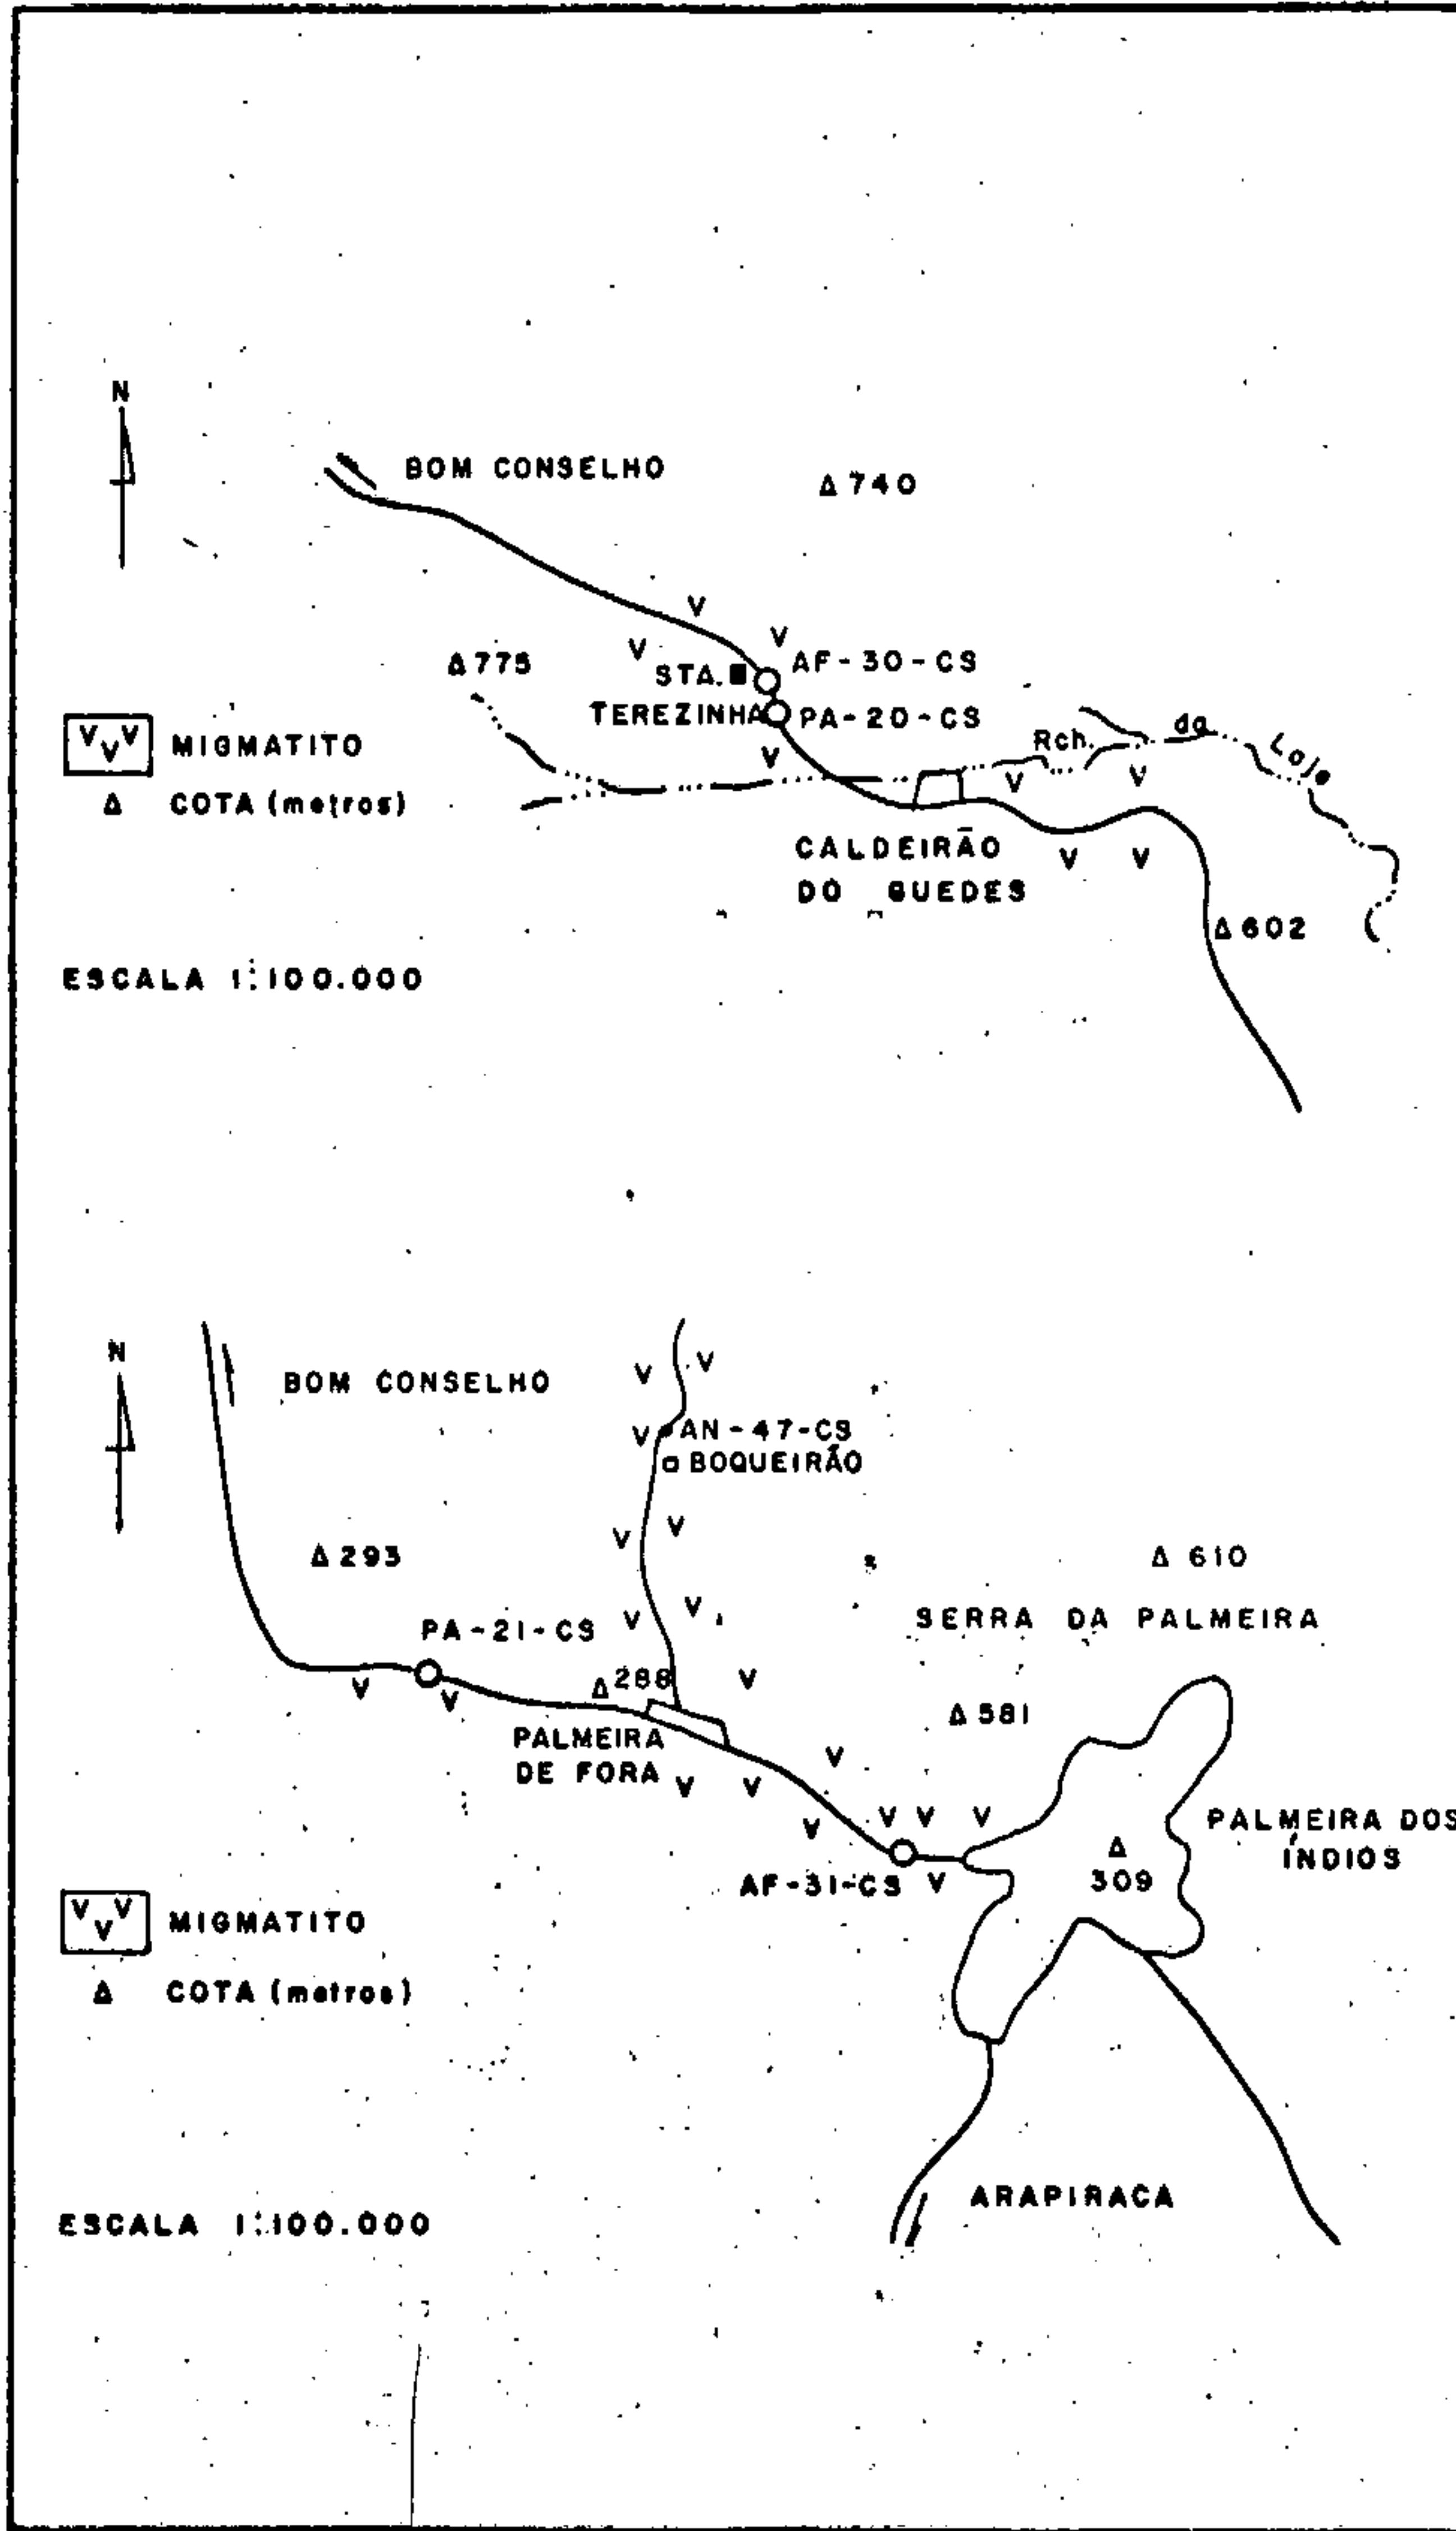 N
BOM CONSELHO
Δ 740
Δ 775
STA.
TEREZINHA
AF-30-CS
PA-20-CS
Rch. da Laje
V V V MIGMATITO
Δ COTA (metros)
CALDEIRÃO
DO GUEDES
Δ 602
ESCALA 1:100.000
N
BOM CONSELHO
AN-47-CS
BOQUEIRÃO
Δ 293
Δ 610
SERRA DA PALMEIRA
PA-21-CS
Δ 288
Δ 581
PALMEIRA
DE FORA
PALMEIRA DOS
ÍNDIOS
Δ
309
AF-31-CS
V V V MIGMATITO
Δ COTA (metros)
ARAPIRACA
ESCALA 1:100.000